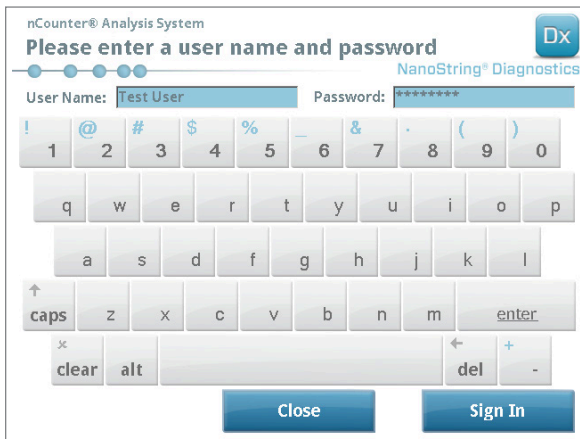 nCounter® Analysis System
Please enter a user name and password
Dx
NanoString® Diagnostics
User Name: Test User Password: ********
! @ # $ % _ & . ( )
1 2 3 4 5 6 7 8 9 0
q w e r t y u i o p
a s d f g h j k l
caps z x c v b n m enter
clear alt del + -
Close Sign In